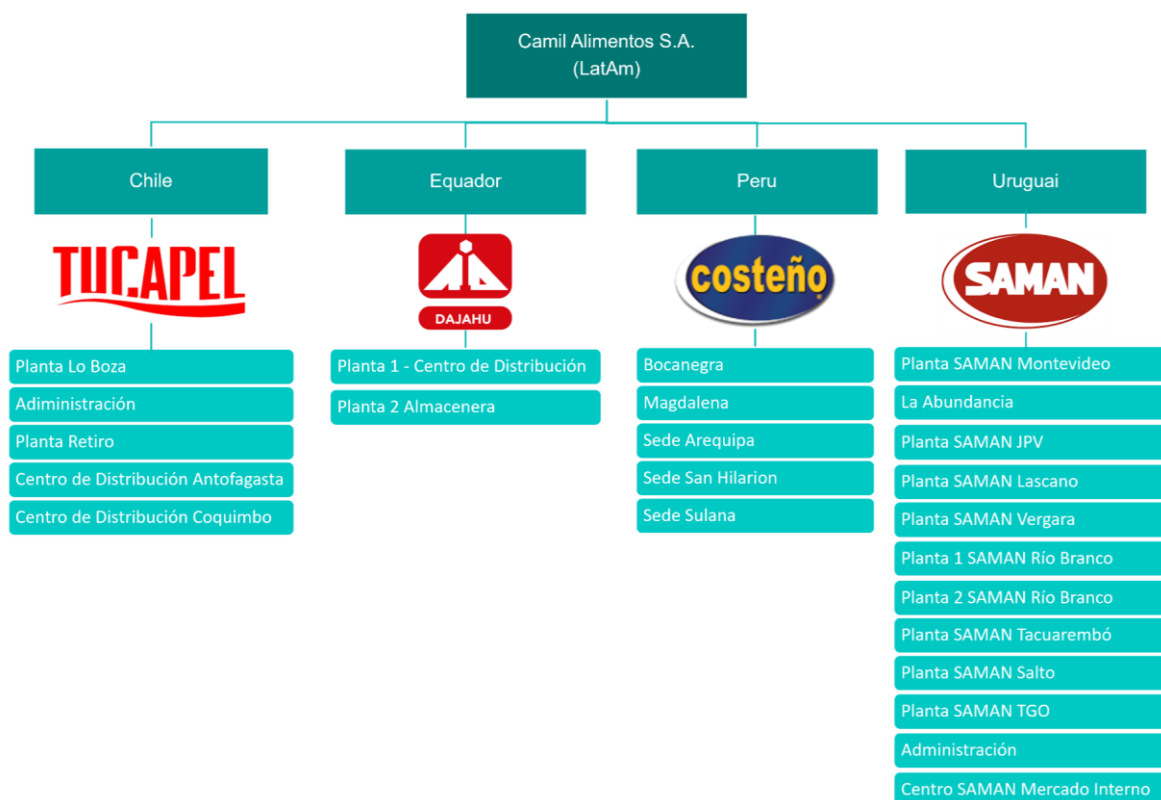 Camil Alimentos S.A.
(LatAm)
Chile
Equador
Peru
Uruguai
TUCAPEL
DAJAHU
costeño
SAMAN
Planta Lo Boza
Adiministración
Planta Retiro
Centro de Distribución Antofagasta
Centro de Distribución Coquimbo
Planta 1 - Centro de Distribución
Planta 2 Almacenera
Bocanegra
Magdalena
Sede Arequipa
Sede San Hilarion
Sede Sulana
Planta SAMAN Montevideo
La Abundancia
Planta SAMAN JPV
Planta SAMAN Lascano
Planta SAMAN Vergara
Planta 1 SAMAN Río Branco
Planta 2 SAMAN Río Branco
Planta SAMAN Tacuarembó
Planta SAMAN Salto
Planta SAMAN TGO
Administración
Centro SAMAN Mercado Interno